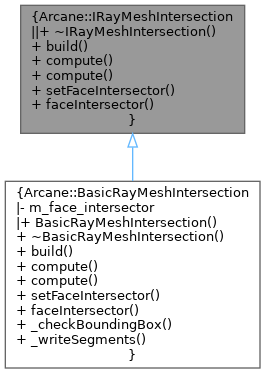 {Arcane::IRayMeshIntersection
||+ ~IRayMeshIntersection()
+ build()
+ compute()
+ compute()
+ setFaceIntersector()
+ faceIntersector()
}
{Arcane::BasicRayMeshIntersection
|- m_face_intersector
|+ BasicRayMeshIntersection()
+ ~BasicRayMeshIntersection()
+ build()
+ compute()
+ compute()
+ setFaceIntersector()
+ faceIntersector()
+ _checkBoundingBox()
+ _writeSegments()
}